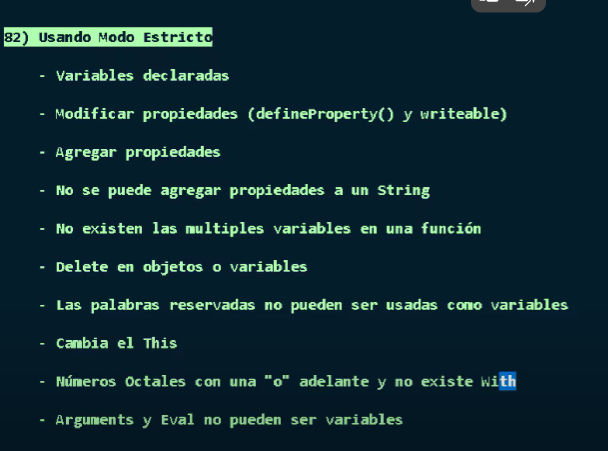 82) Usando Modo Estricto
- Variables declaradas
- Modificar propiedades (defineProperty() y writeable)
- Agregar propiedades
- No se puede agregar propiedades a un String
- No existen las multiples variables en una función
- Delete en objetos o variables
- Las palabras reservadas no pueden ser usadas como variables
- Cambia el This
- Números Octales con una "o" adelante y no existe With
- Arguments y Eval no pueden ser variables